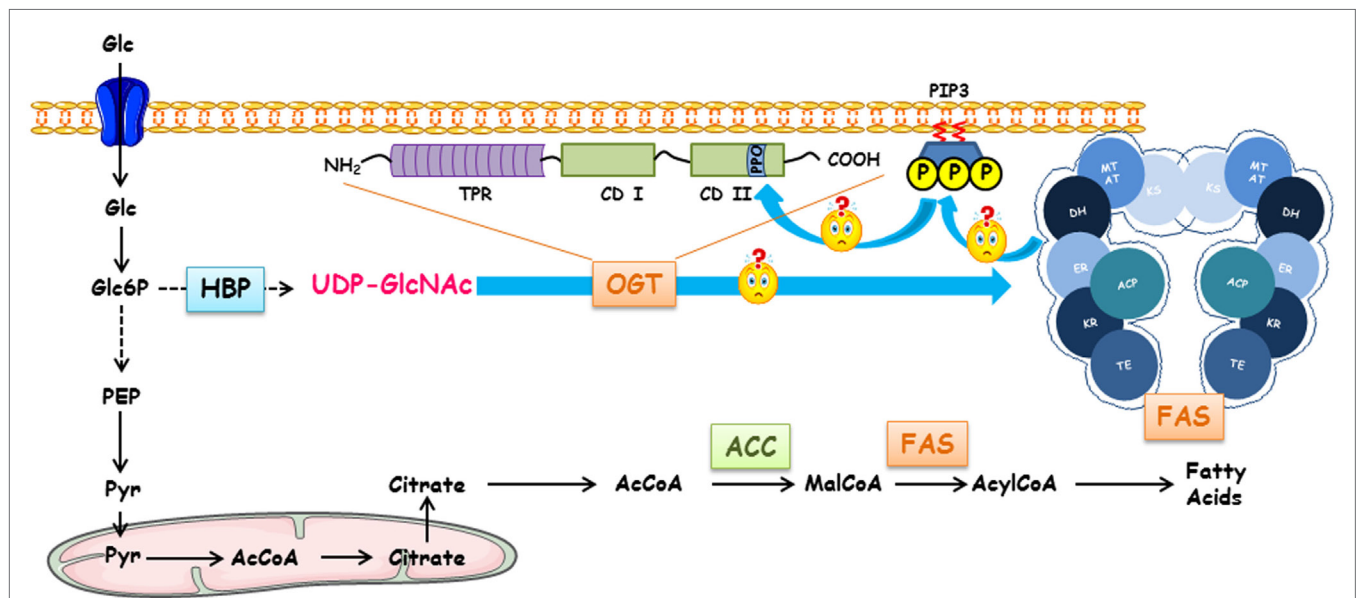 Glc
PIP3
NH2
TPR
CD I
CD II
PPO
COOH
P P P
MT
AT
KS
KS
MT
AT
DH
DH
?
?
Glc
ER
ER
ACP
ACP
Glc6P
HBP
UDP-GlcNAc
OGT
?
KR
KR
TE
TE
PEP
FAS
ACC
FAS
Pyr
Citrate
AcCoA
MalCoA
AcylCoA
Fatty
Acids
Pyr
AcCoA
Citrate